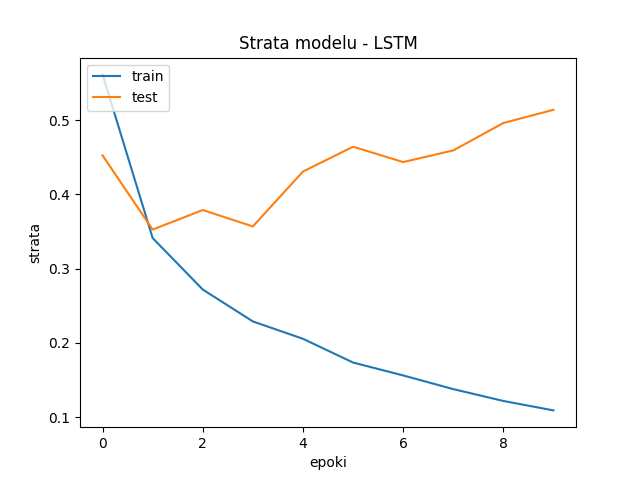 Strata modelu - LSTM
train
test
strata
0.5
0.4
0.3
0.2
0.1
0 2 4 6 8
epoki